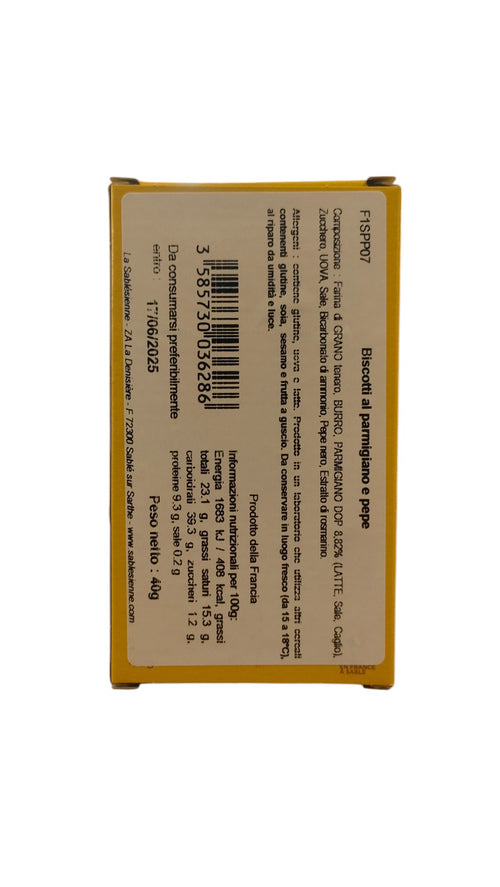 F1SPP07
Biscotti al parmigiano e pepe
Composizione : Farina di GRANO tenero, BURRO, PARMIGIANO DOP 8.82% (LATTE, Sale, Caglio),
Zucchero, UOVA, Sale, Bicarbonato di ammonio, Pepe nero, Estratto di rosmarino.
Allergeni : contiene glutine, uova e latte. Prodotto in un laboratorio che utilizza altri cereali
contenenti glutine, soia, sesamo e frutta a guscio. Da conservare in luogo fresco (da 15 a 18°C),
al riparo da umidità e luce.
Prodotto della Francia
3 585730 036286
Informazioni nutrizionali per 100g:
Energia 1683 kJ / 408 kcal, grassi
totali 23.1 g, grassi saturi 15.3 g,
carboidrati 39.3 g, zuccheri 1.2 g,
proteine 9.3 g, sale 0.2 g
Da consumarsi preferibilmente
entro : 17/06/2025
Peso netto : 40g
La Sablésienne - ZA La Denisière - F 72300 Sablé sur Sarthe - www.sablesienne.com
EN FRANCE
À SABLÉ